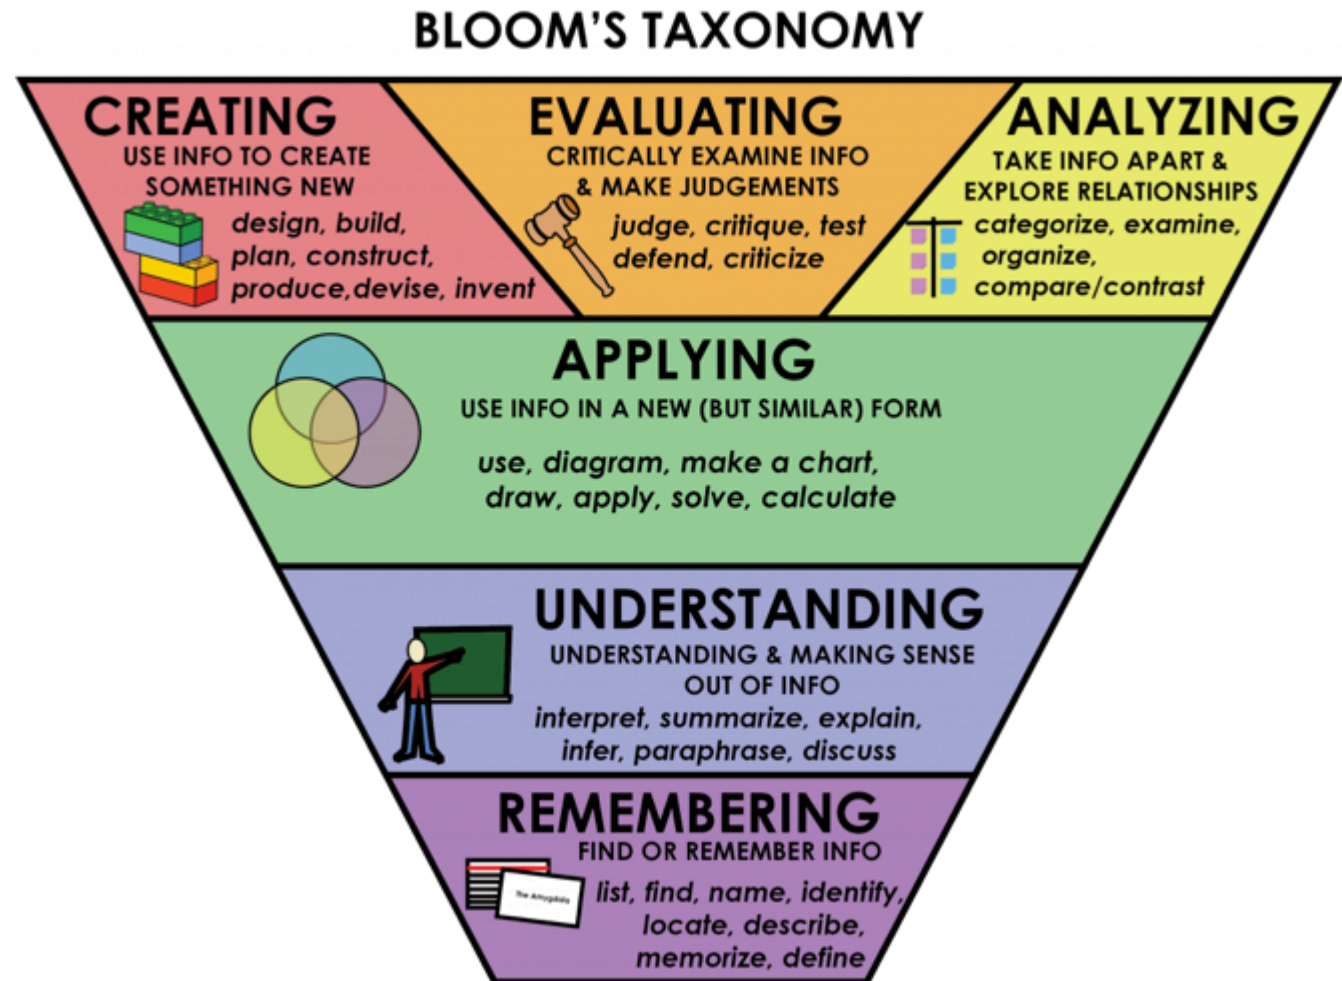 BLOOM'S TAXONOMY
CREATING
USE INFO TO CREATE
SOMETHING NEW
design, build,
plan, construct,
produce,devise, invent
EVALUATING
CRITICALLY EXAMINE INFO
& MAKE JUDGEMENTS
judge, critique, test
defend, criticize
ANALYZING
TAKE INFO APART &
EXPLORE RELATIONSHIPS
categorize, examine,
organize,
compare/contrast
APPLYING
USE INFO IN A NEW (BUT SIMILAR) FORM
use, diagram, make a chart,
draw, apply, solve, calculate
UNDERSTANDING
UNDERSTANDING & MAKING SENSE
OUT OF INFO
interpret, summarize, explain,
infer, paraphrase, discuss
REMEMBERING
FIND OR REMEMBER INFO
The Amygdala
list, find, name, identify,
locate, describe,
memorize, define